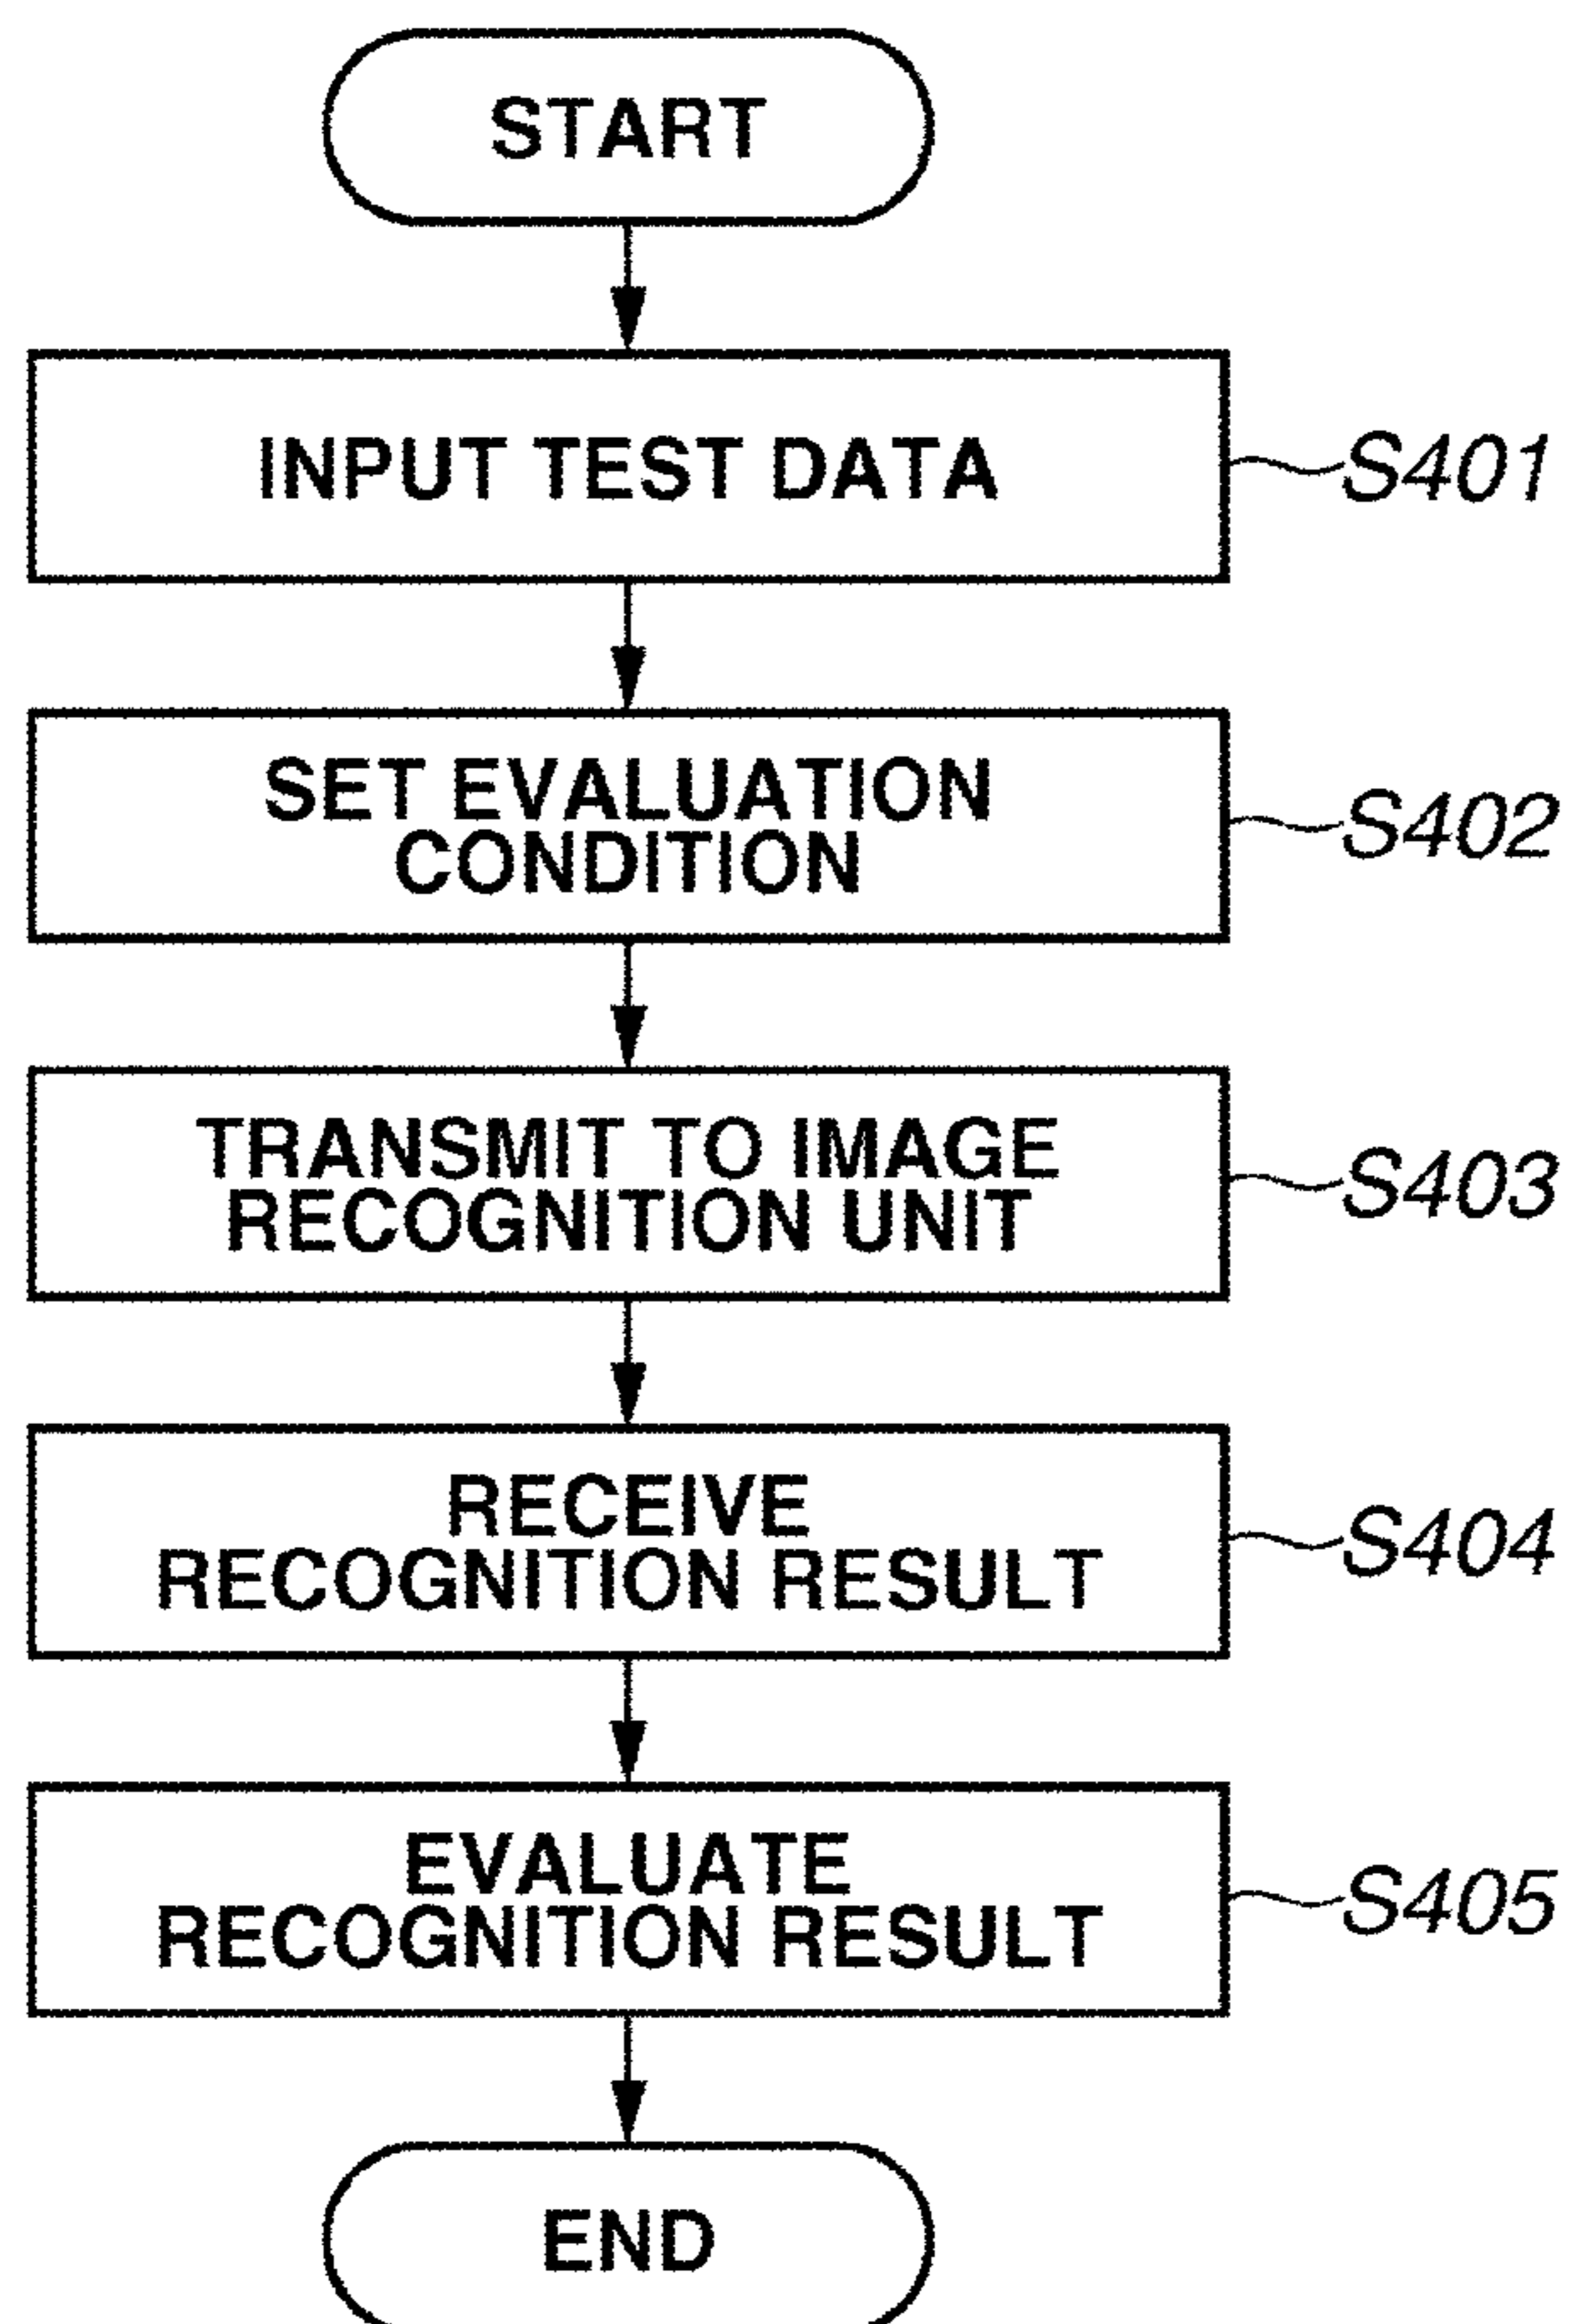 START
INPUT TEST DATA
S401
SET EVALUATION
CONDITION
S402
TRANSMIT TO IMAGE
RECOGNITION UNIT
S403
RECEIVE
RECOGNITION RESULT
S404
EVALUATE
RECOGNITION RESULT
S405
END